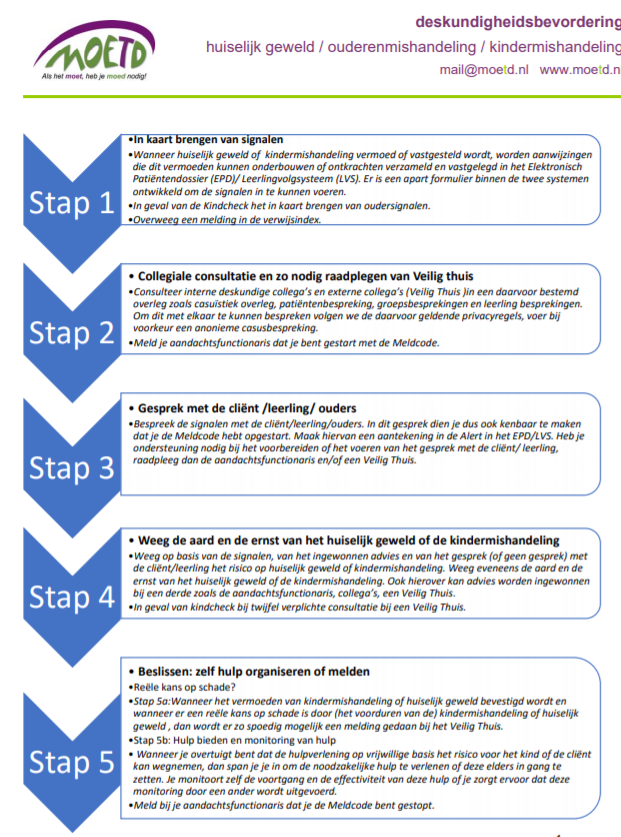 MOETD
Als het moet, heb je moed nodig!
deskundigheidsbevordering
huiselijk geweld / ouderenmishandeling / kindermishandeling
mail@moetd.nl www.moetd.n
Stap 1
•In kaart brengen van signalen
•Wanneer huiselijk geweld of kindermishandeling vermoed of vastgesteld wordt, worden aanwijzingen
die dit vermoeden kunnen onderbouwen of ontkrachten verzameld en vastgelegd in het Elektronisch
Patiëntendossier (EPD)/ Leerlingvolgsysteem (LVS). Er is een apart formulier binnen de twee systemen
ontwikkeld om de signalen in te kunnen voeren.
•In geval van de Kindcheck het in kaart brengen van oudersignalen.
•Overweeg een melding in de verwijsindex.
Stap 2
• Collegiale consultatie en zo nodig raadplegen van Veilig thuis
•Consulteer interne deskundige collega's en externe collega's (Veilig Thuis )in een daarvoor bestemd
overleg zoals casuïstiek overleg, patiëntenbespreking, groepsbesprekingen en leerling besprekingen.
Om dit met elkaar te kunnen bespreken volgen we de daarvoor geldende privacyregels, voer bij
voorkeur een anonieme casusbespreking.
•Meld je aandachtsfunctionaris dat je bent gestart met de Meldcode.
Stap 3
• Gesprek met de cliënt /leerling/ ouders
•Bespreek de signalen met de cliënt/leerling/ouders. In dit gesprek dien je dus ook kenbaar te maken
dat je de Meldcode hebt opgestart. Maak hiervan een aantekening in de Alert in het EPD/LVS. Heb je
ondersteuning nodig bij het voorbereiden of het voeren van het gesprek met de cliënt/ leerling,
raadpleeg dan de aandachtsfunctionaris en/of een Veilig Thuis.
Stap 4
• Weeg de aard en de ernst van het huiselijk geweld of de kindermishandeling
•Weeg op basis van de signalen, van het ingewonnen advies en van het gesprek (of geen gesprek) met
de cliënt/leerling het risico op huiselijk geweld of kindermishandeling. Weeg eveneens de aard en de
ernst van het huiselijk geweld of de kindermishandeling. Ook hierover kan advies worden ingewonnen
bij een derde zoals de aandachtsfunctionaris, collega's, een Veilig Thuis.
•In geval van kindcheck bij twijfel verplichte consultatie bij een Veilig Thuis.
Stap 5
• Beslissen: zelf hulp organiseren of melden
•Reële kans op schade?
•Stap 5a:Wanneer het vermoeden van kindermishandeling of huiselijk geweld bevestigd wordt en
wanneer er een reële kans op schade is door (het voorduren van de) kindermishandeling of huiselijk
geweld , dan wordt er zo spoedig mogelijk een melding gedaan bij het Veilig Thuis.
•Stap 5b: Hulp bieden en monitoring van hulp
• Wanneer je overtuigt bent dat de hulpverlening op vrijwillige basis het risico voor het kind of de cliënt
kan wegnemen, dan span je je in om de noodzakelijke hulp te verlenen of deze elders in gang te
zetten. Je monitoort zelf de voortgang en de effectiviteit van deze hulp of je zorgt ervoor dat deze
monitoring door een ander wordt uitgevoerd.
•Meld bij je aandachtsfunctionaris dat je de Meldcode bent gestopt.